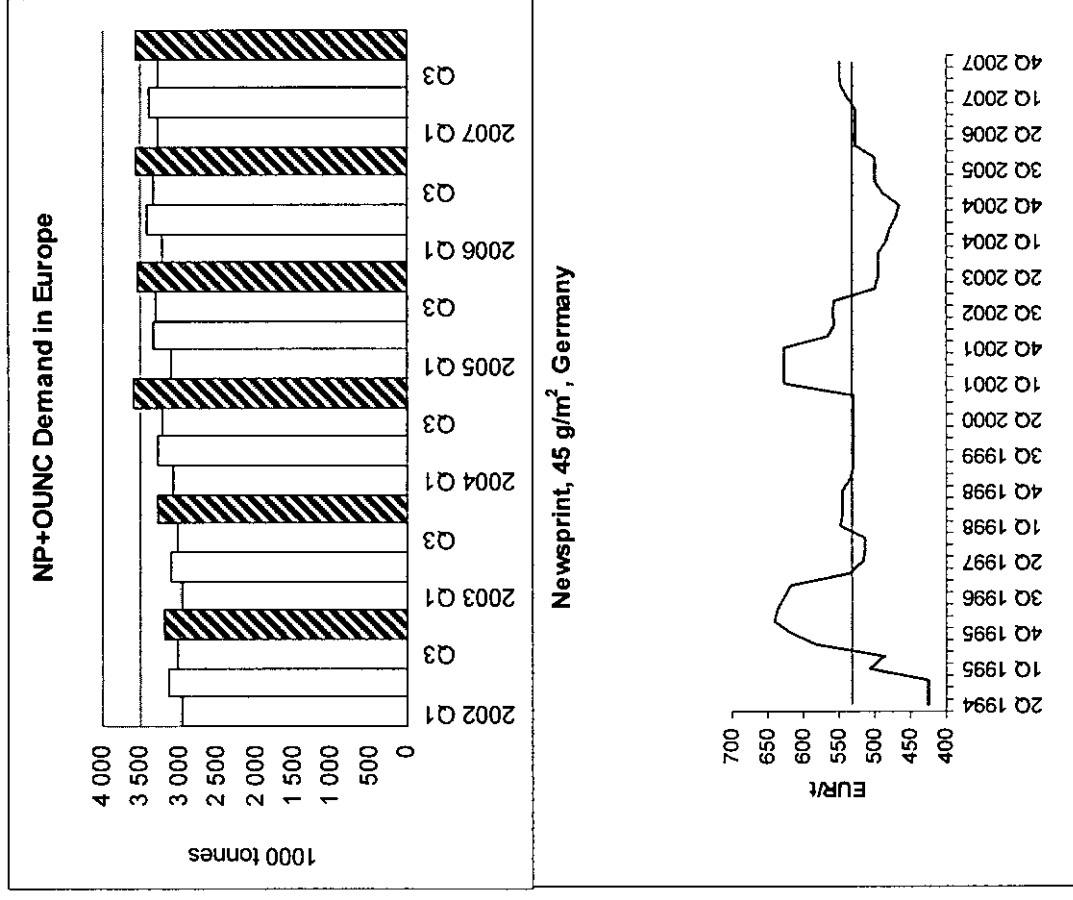 NP+OUNC Demand in Europe
1000 tonnes
4 000
3 500
3 000
2 500
2 000
1 500
1 000
500
0
2002 Q1
Q3
2003 Q1
Q3
2004 Q1
Q3
2005 Q1
Q3
2006 Q1
Q3
2007 Q1
Q3
Newsprint, 45 g/m², Germany
EUR/t
700
650
600
550
500
450
400
2Q 1994
1Q 1995
4Q 1995
3Q 1996
2Q 1997
1Q 1998
4Q 1998
3Q 1999
2Q 2000
1Q 2001
4Q 2001
3Q 2002
2Q 2003
1Q 2004
4Q 2004
3Q 2005
2Q 2006
1Q 2007
4Q 2007